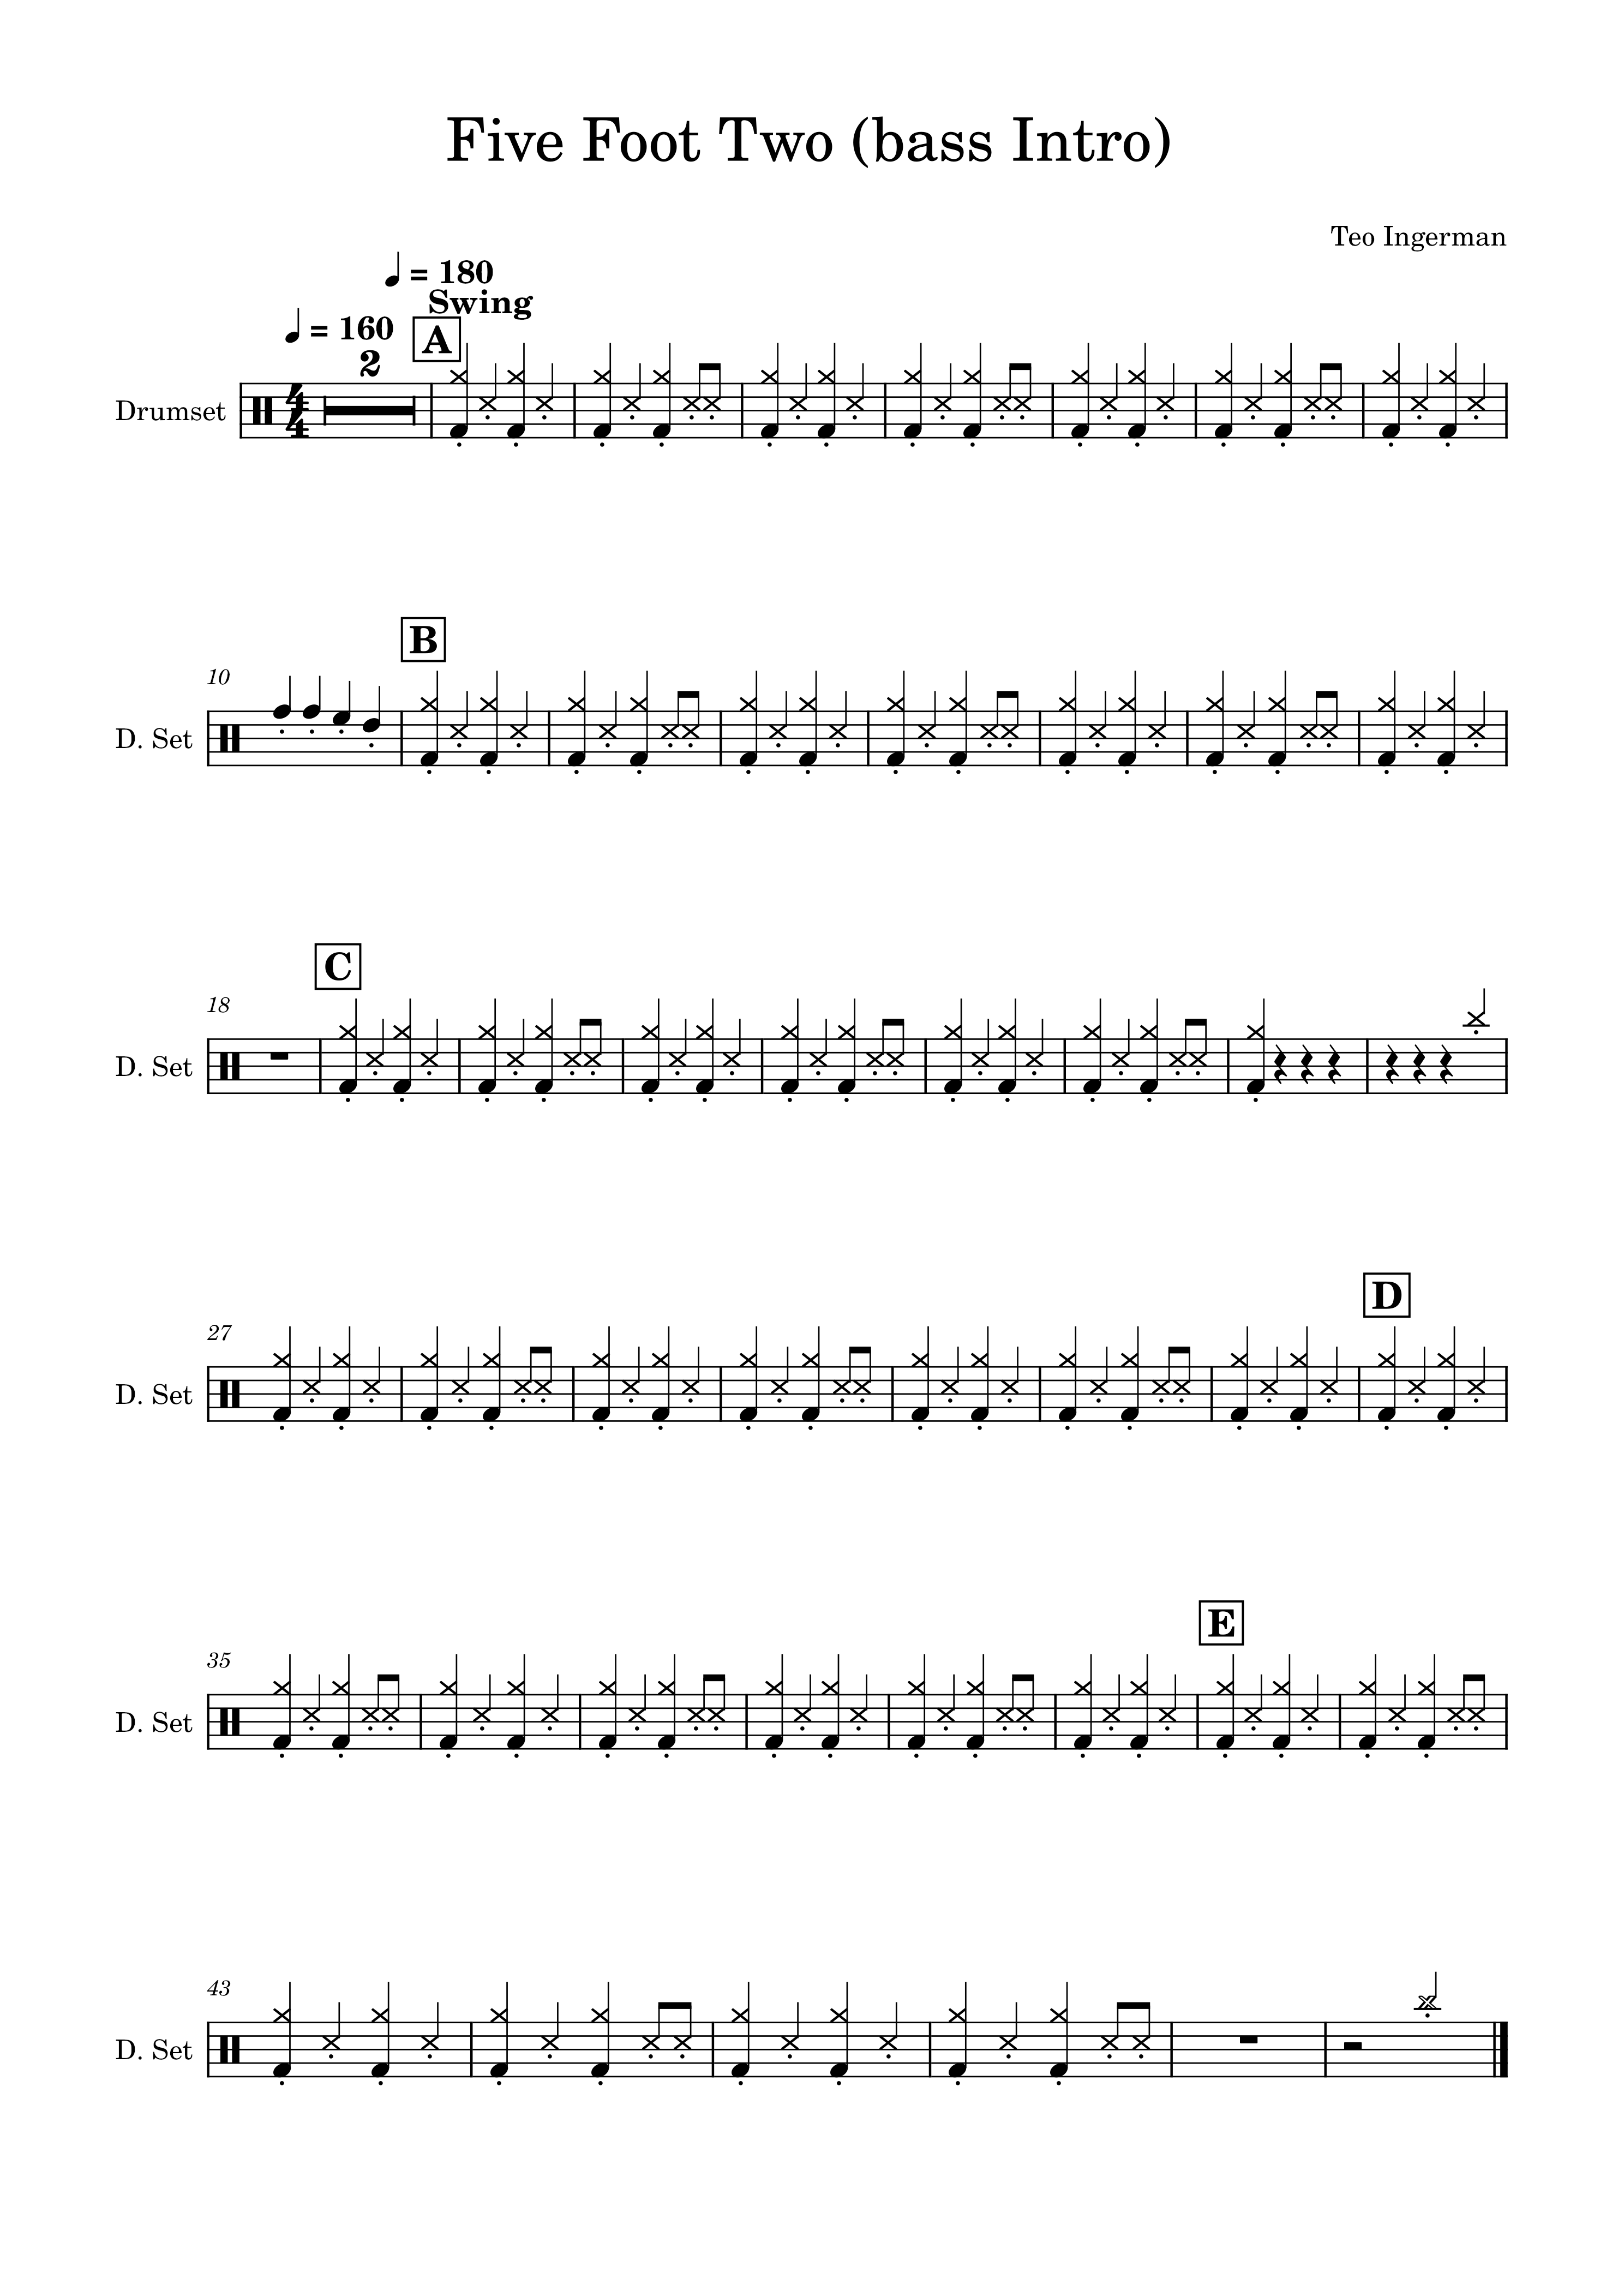 Five Foot Two (bass Intro)
Teo Ingerman
= 180
Swing
= 160
A
2
Drumset
4
4
B
10
D. Set
C
18
D. Set
D
27
D. Set
E
35
D. Set
43
D. Set